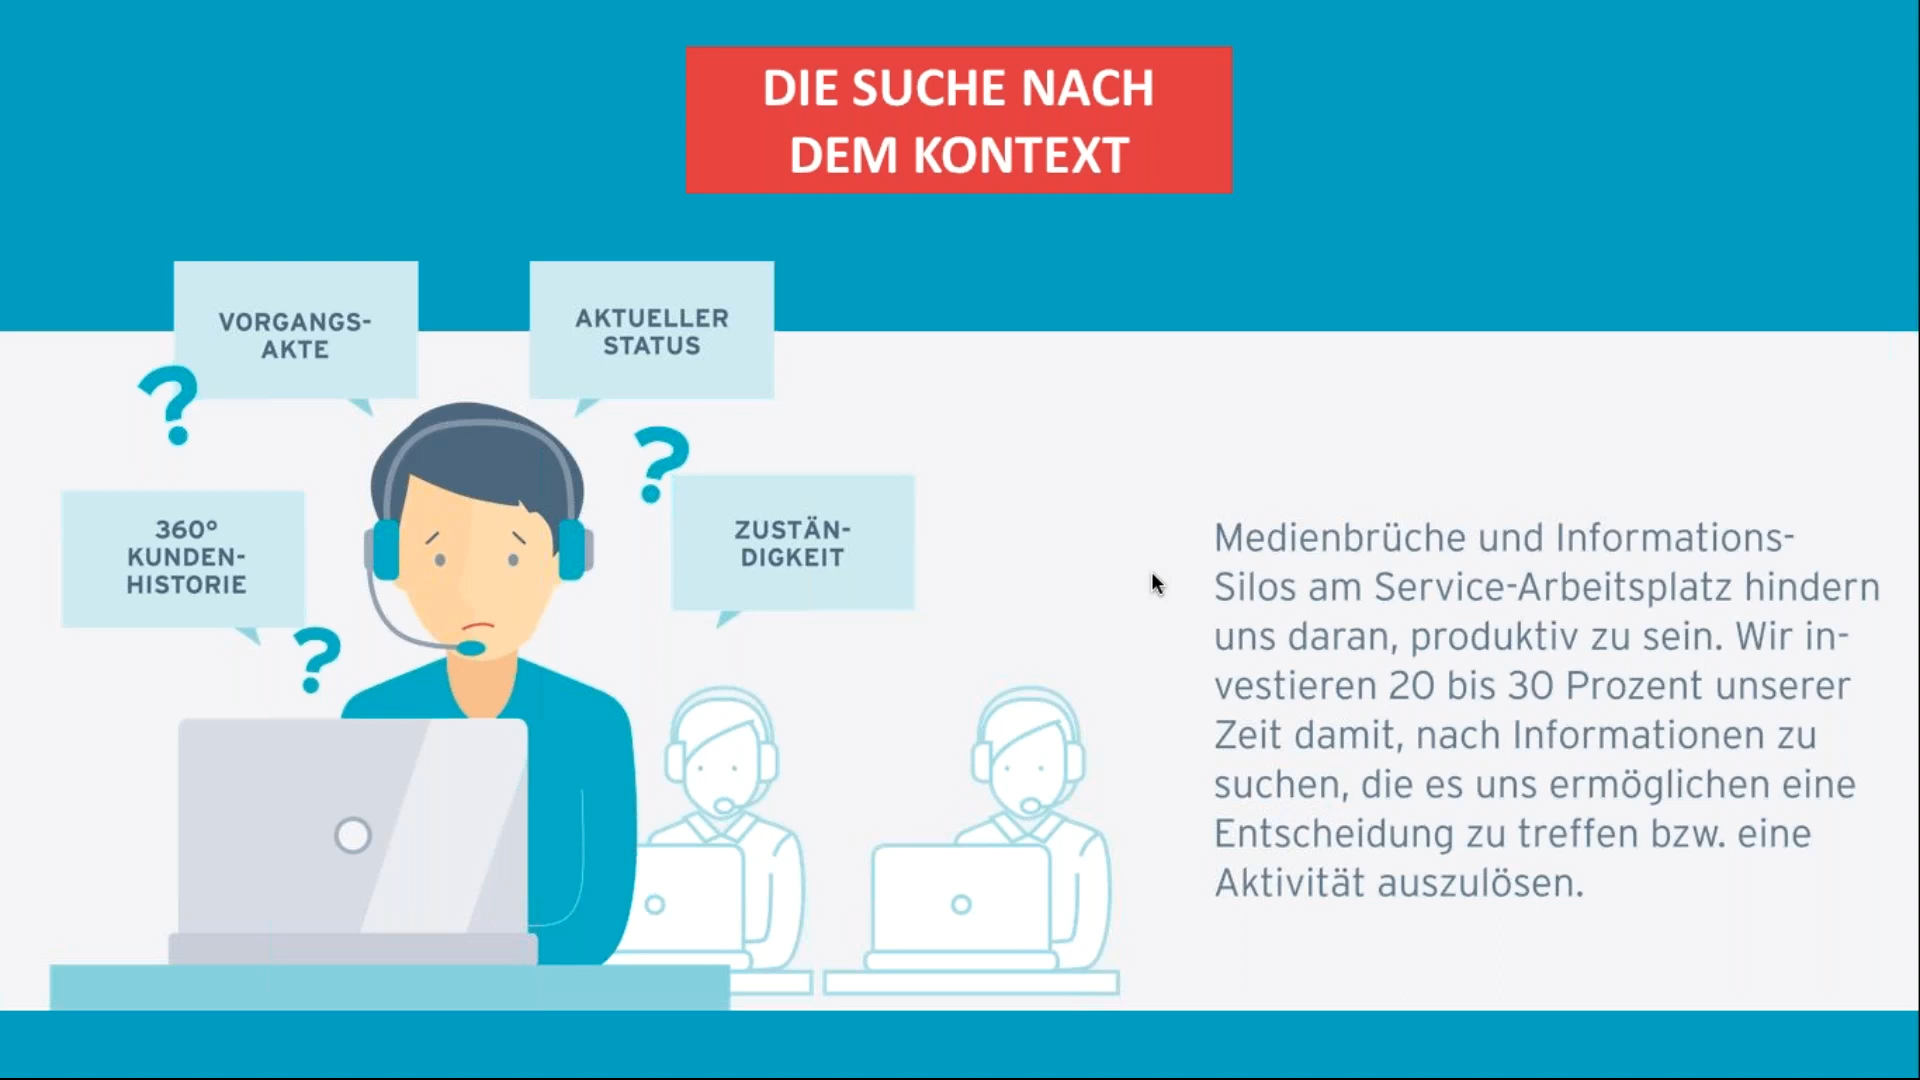 DIE SUCHE NACH
DEM KONTEXT
VORGANGS-
AKTE
AKTUELLER
STATUS
360°
KUNDEN-
HISTORIE
ZUSTÄN-
DIGKEIT
Medienbrüche und Informations-
Silos am Service-Arbeitsplatz hindern
uns daran, produktiv zu sein. Wir in-
vestieren 20 bis 30 Prozent unserer
Zeit damit, nach Informationen zu
suchen, die es uns ermöglichen eine
Entscheidung zu treffen bzw. eine
Aktivität auszulösen.
?
?
?